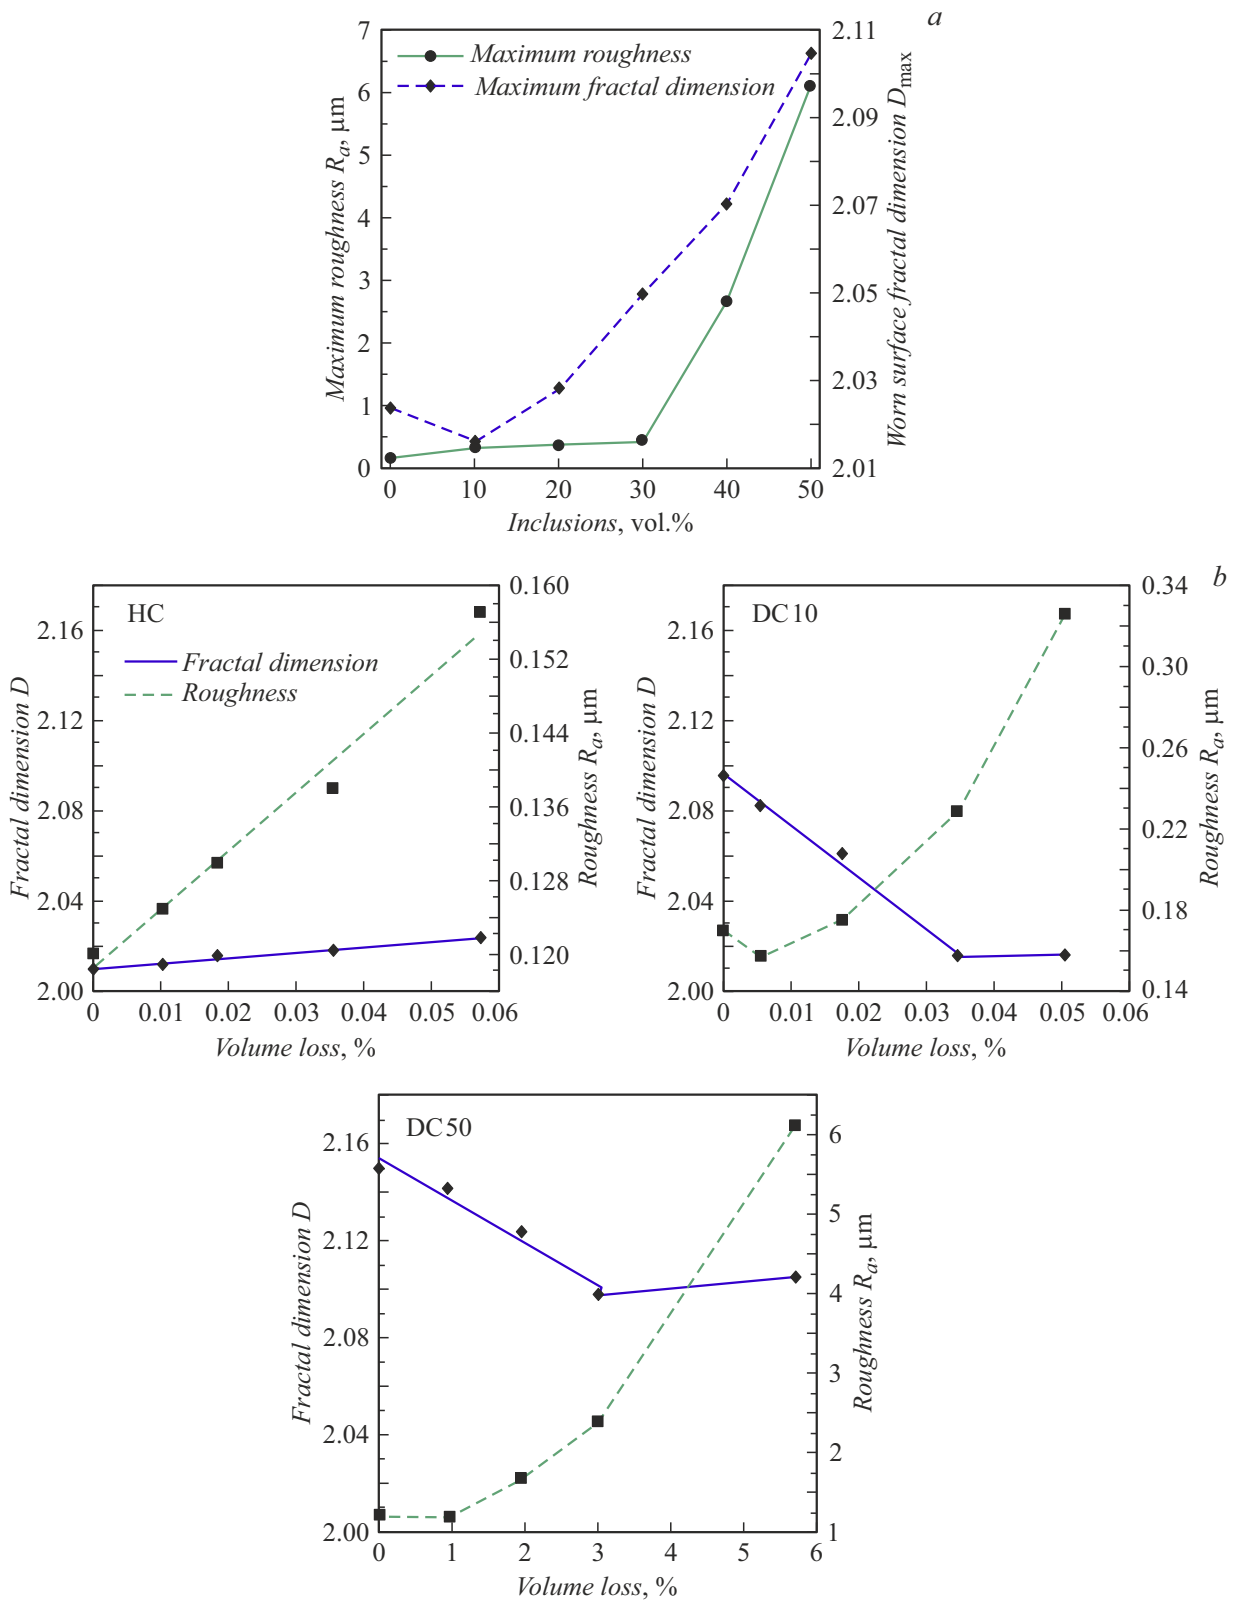 a
Maximum roughness
Maximum fractal dimension
Maximum roughness Ra, μm
7
6
5
4
3
2
1
0
2.11
2.09
2.07
2.05
2.03
2.01
Worn surface fractal dimension Dmax
0 10 20 30 40 50
Inclusions, vol.%
b
HC
Fractal dimension
Roughness
Fractal dimension D
2.16
2.12
2.08
2.04
2.00
0.160
0.152
0.144
0.136
0.128
0.120
Roughness Ra, μm
0 0.01 0.02 0.03 0.04 0.05 0.06
Volume loss, %
DC10
Fractal dimension D
2.16
2.12
2.08
2.04
2.00
0.34
0.30
0.26
0.22
0.18
0.14
Roughness Ra, μm
0 0.01 0.02 0.03 0.04 0.05 0.06
Volume loss, %
DC50
Fractal dimension D
2.16
2.12
2.08
2.04
2.00
6
5
4
3
2
1
Roughness Ra, μm
0 1 2 3 4 5 6
Volume loss, %